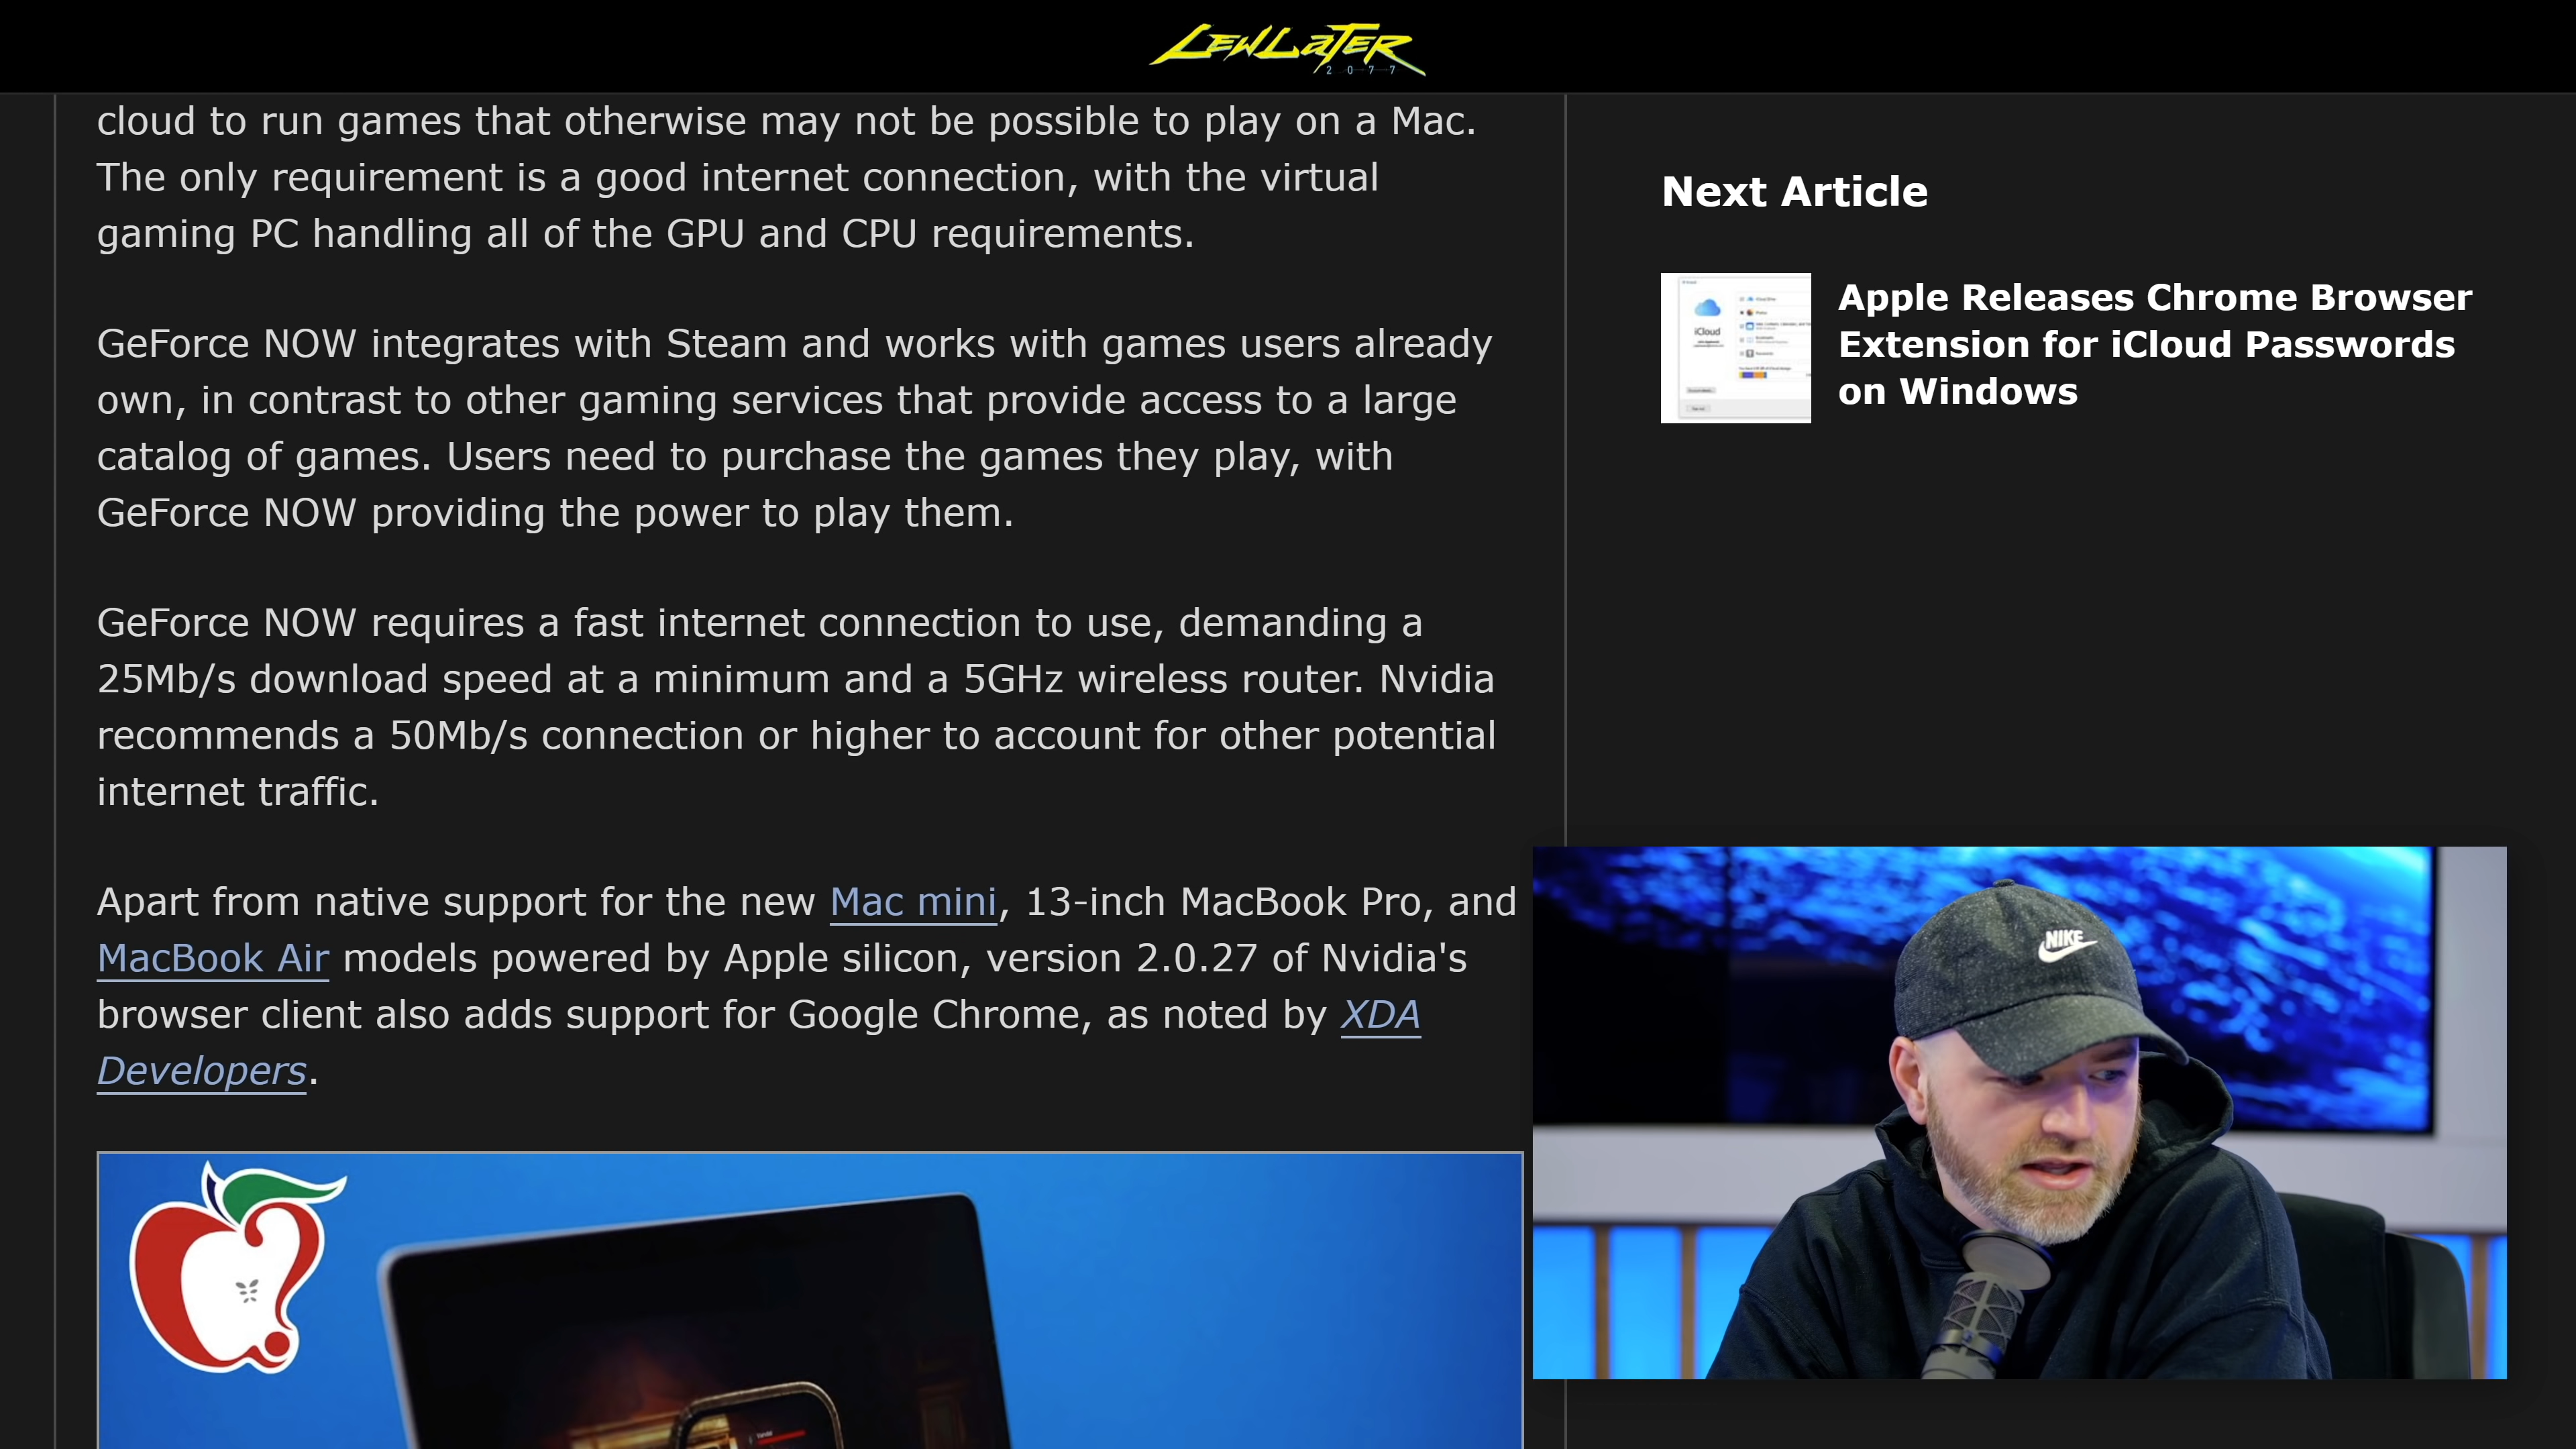 LEWLATER
2077
cloud to run games that otherwise may not be possible to play on a Mac.
The only requirement is a good internet connection, with the virtual
gaming PC handling all of the GPU and CPU requirements.
GeForce NOW integrates with Steam and works with games users already
own, in contrast to other gaming services that provide access to a large
catalog of games. Users need to purchase the games they play, with
GeForce NOW providing the power to play them.
GeForce NOW requires a fast internet connection to use, demanding a
25Mb/s download speed at a minimum and a 5GHz wireless router. Nvidia
recommends a 50Mb/s connection or higher to account for other potential
internet traffic.
Apart from native support for the new Mac mini, 13-inch MacBook Pro, and
MacBook Air models powered by Apple silicon, version 2.0.27 of Nvidia's
browser client also adds support for Google Chrome, as noted by XDA
Developers.
Next Article
iCloud
Apple Releases Chrome Browser
Extension for iCloud Passwords
on Windows
NIKE